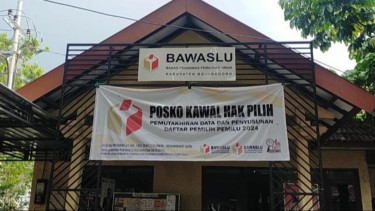 BAWASLU
BADAN PENGAWAS PEMILIHAN UMUM
KABUPATEN BOJONEGORO
POSKO KAWAL HAK PILIH
PEMUTAKHIRAN DATA DAN PENYUSUNAN
DAFTAR PEMILIH PEMILU 2024
BAWASLU BAWASLU